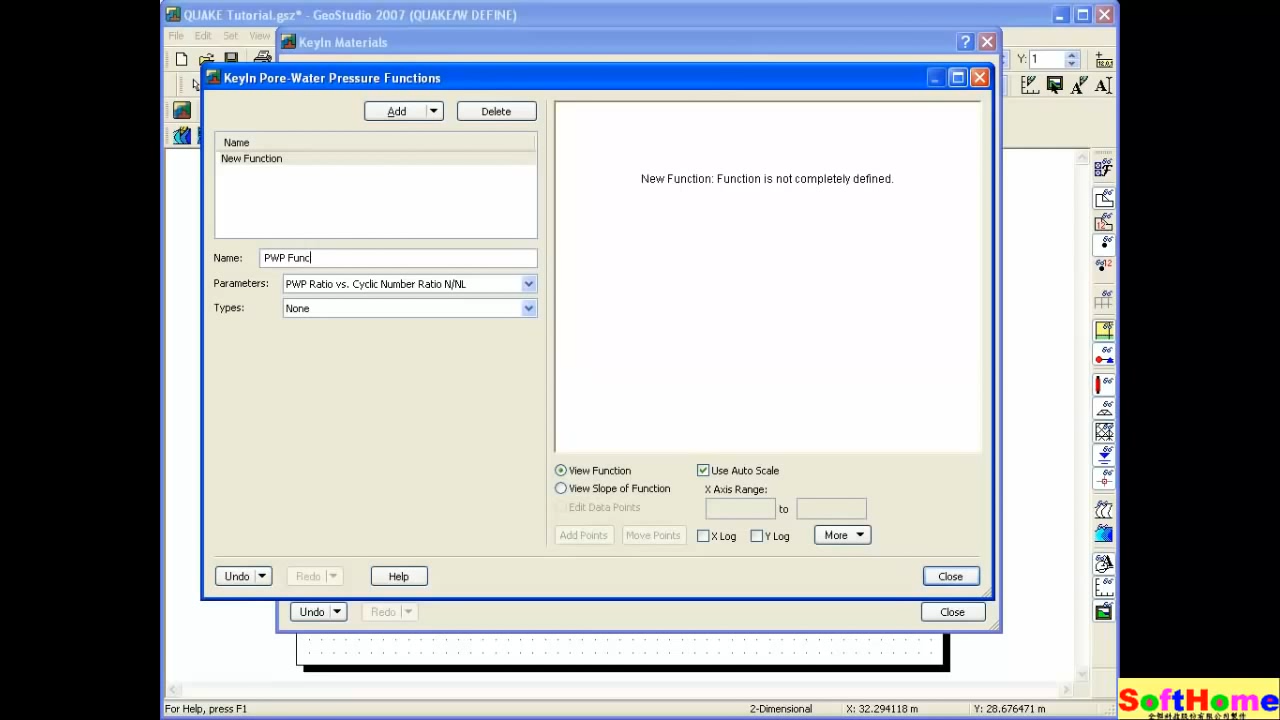 QUAKE Tutorial.gsz* - GeoStudio 2007 (QUAKE/W DEFINE)
File Edit Set View
KeyIn Materials
Y: 1
KeyIn Pore-Water Pressure Functions
Add
Delete
Name
New Function
New Function: Function is not completely defined.
Name: PWP Func
Parameters: PWP Ratio vs. Cyclic Number Ratio N/NL
Types: None
View Function
Use Auto Scale
View Slope of Function
X Axis Range:
Edit Data Points
to
Add Points
Move Points
X Log
Y Log
More
Undo
Redo
Help
Close
Undo
Redo
Close
For Help, press F1
2-Dimensional
X: 32.294118 m
Y: 28.676471 m
SoftHome